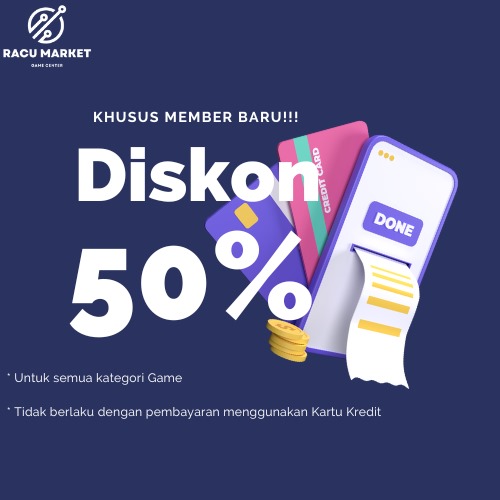 RACU MARKET
GAME CENTER
KHUSUS MEMBER BARU!!!
Diskon
CREDIT CARD
DONE
50%
* Untuk semua kategori Game
* Tidak berlaku dengan pembayaran menggunakan Kartu Kredit